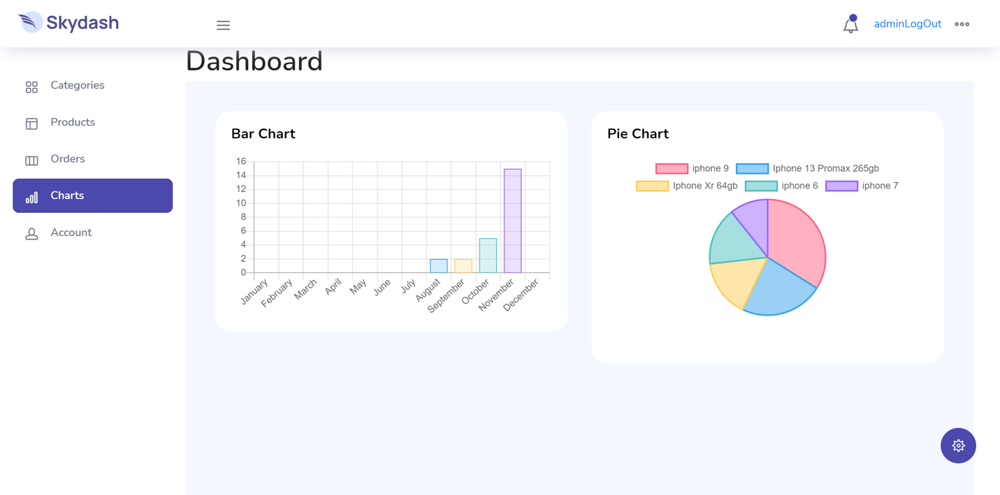 Skydash
adminLogOut
Dashboard
Categories
Products
Orders
Charts
Account
Bar Chart
16
14
12
10
8
6
4
2
0
January February March April May June July August September October November December
Pie Chart
iphone 9 Iphone 13 Promax 265gb
Iphone Xr 64gb iphone 6 iphone 7